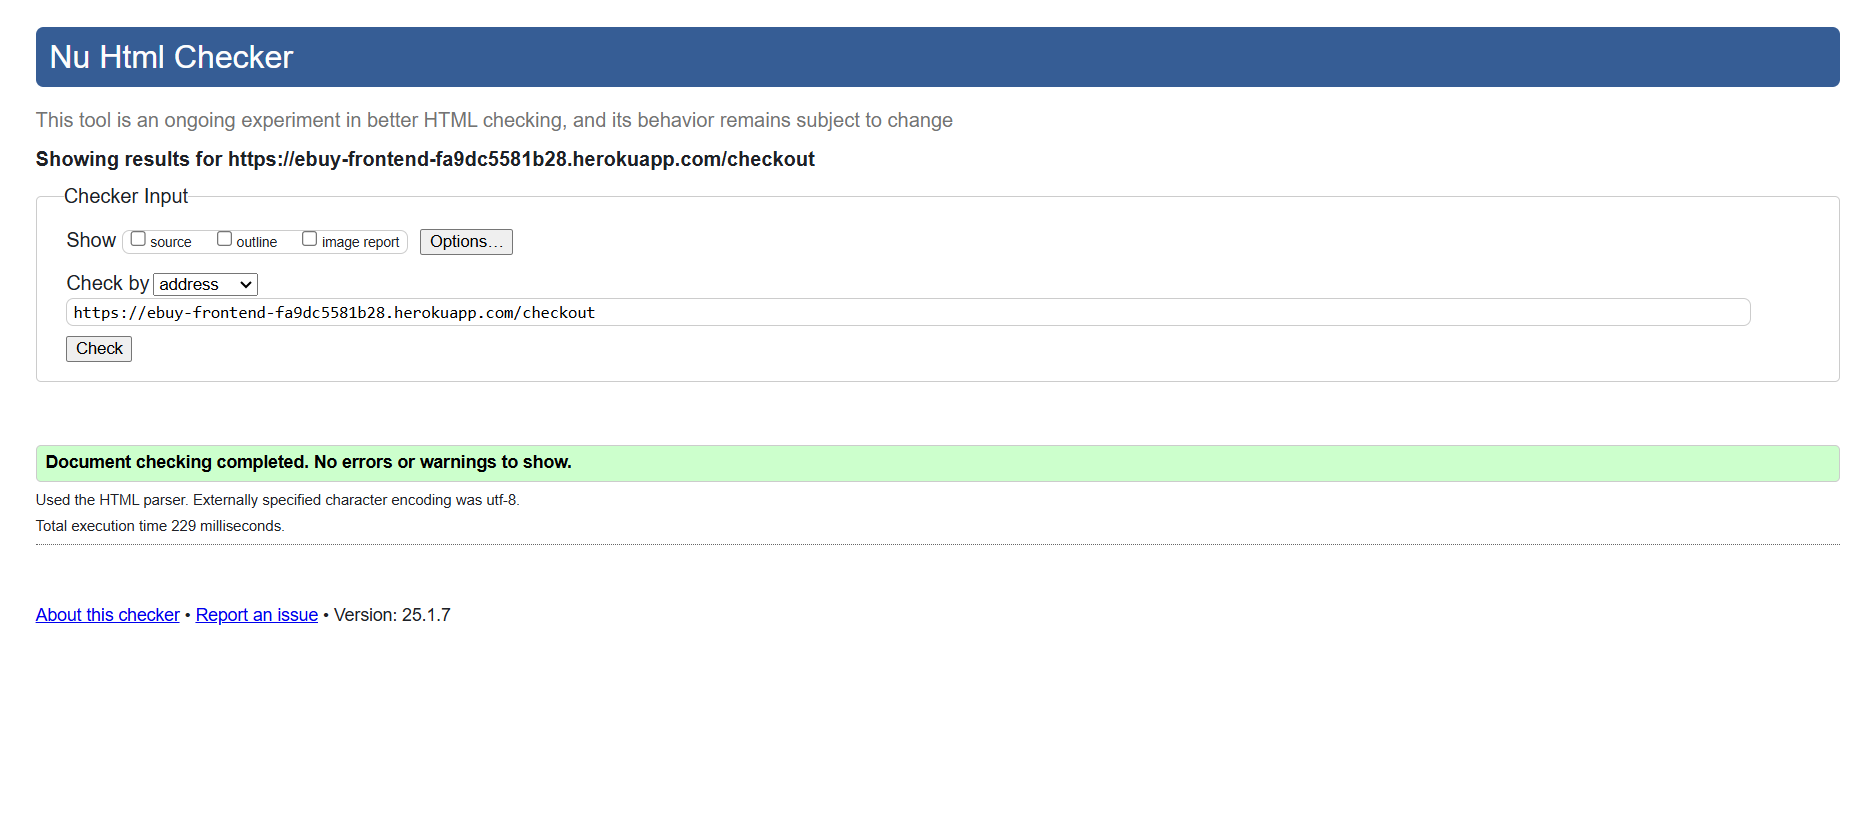 Nu Html Checker
This tool is an ongoing experiment in better HTML checking, and its behavior remains subject to change
Showing results for https://ebuy-frontend-fa9dc5581b28.herokuapp.com/checkout
Checker Input
Show source outline image report Options…
Check by address
https://ebuy-frontend-fa9dc5581b28.herokuapp.com/checkout
Check
Document checking completed. No errors or warnings to show.
Used the HTML parser. Externally specified character encoding was utf-8.
Total execution time 229 milliseconds.
About this checker • Report an issue • Version: 25.1.7